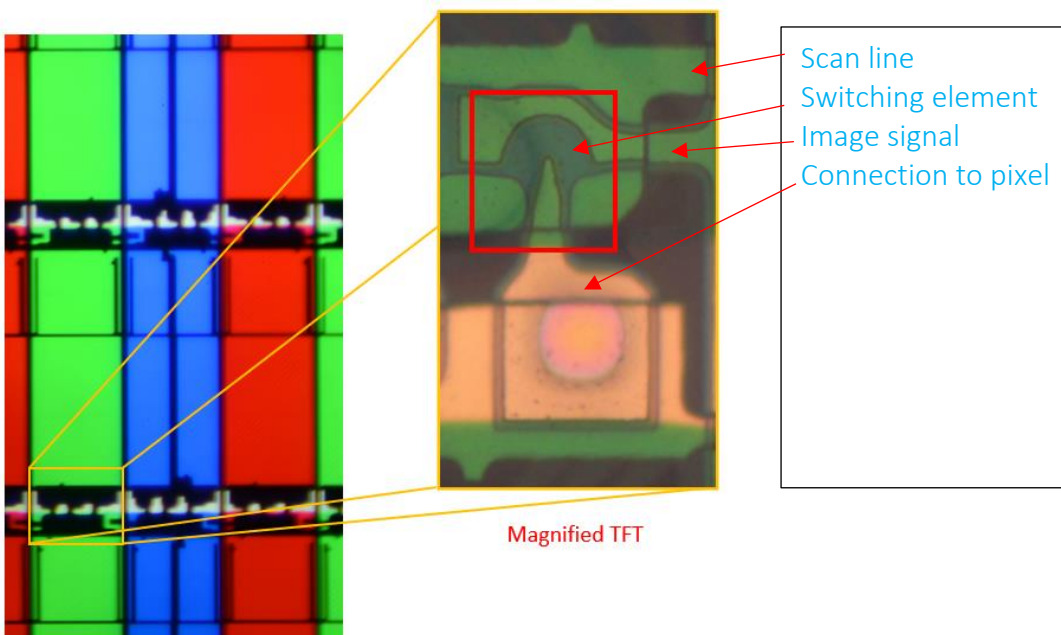 Scan line
Switching element
Image signal
Connection to pixel
Magnified TFT